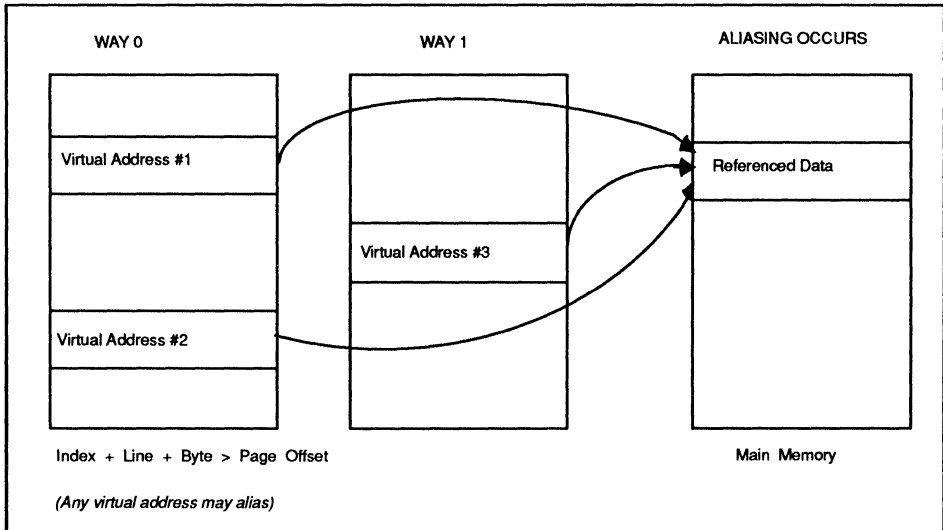 WAY 0
WAY 1
ALIASING OCCURS
Virtual Address #1
Referenced Data
Virtual Address #3
Virtual Address #2
Index + Line + Byte > Page Offset
Main Memory
(Any virtual address may alias)